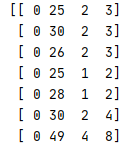 [[ 0 25 2 3]
[ 0 30 2 3]
[ 0 26 2 3]
[ 0 25 1 2]
[ 0 28 1 2]
[ 0 30 2 4]
[ 0 49 4 8]